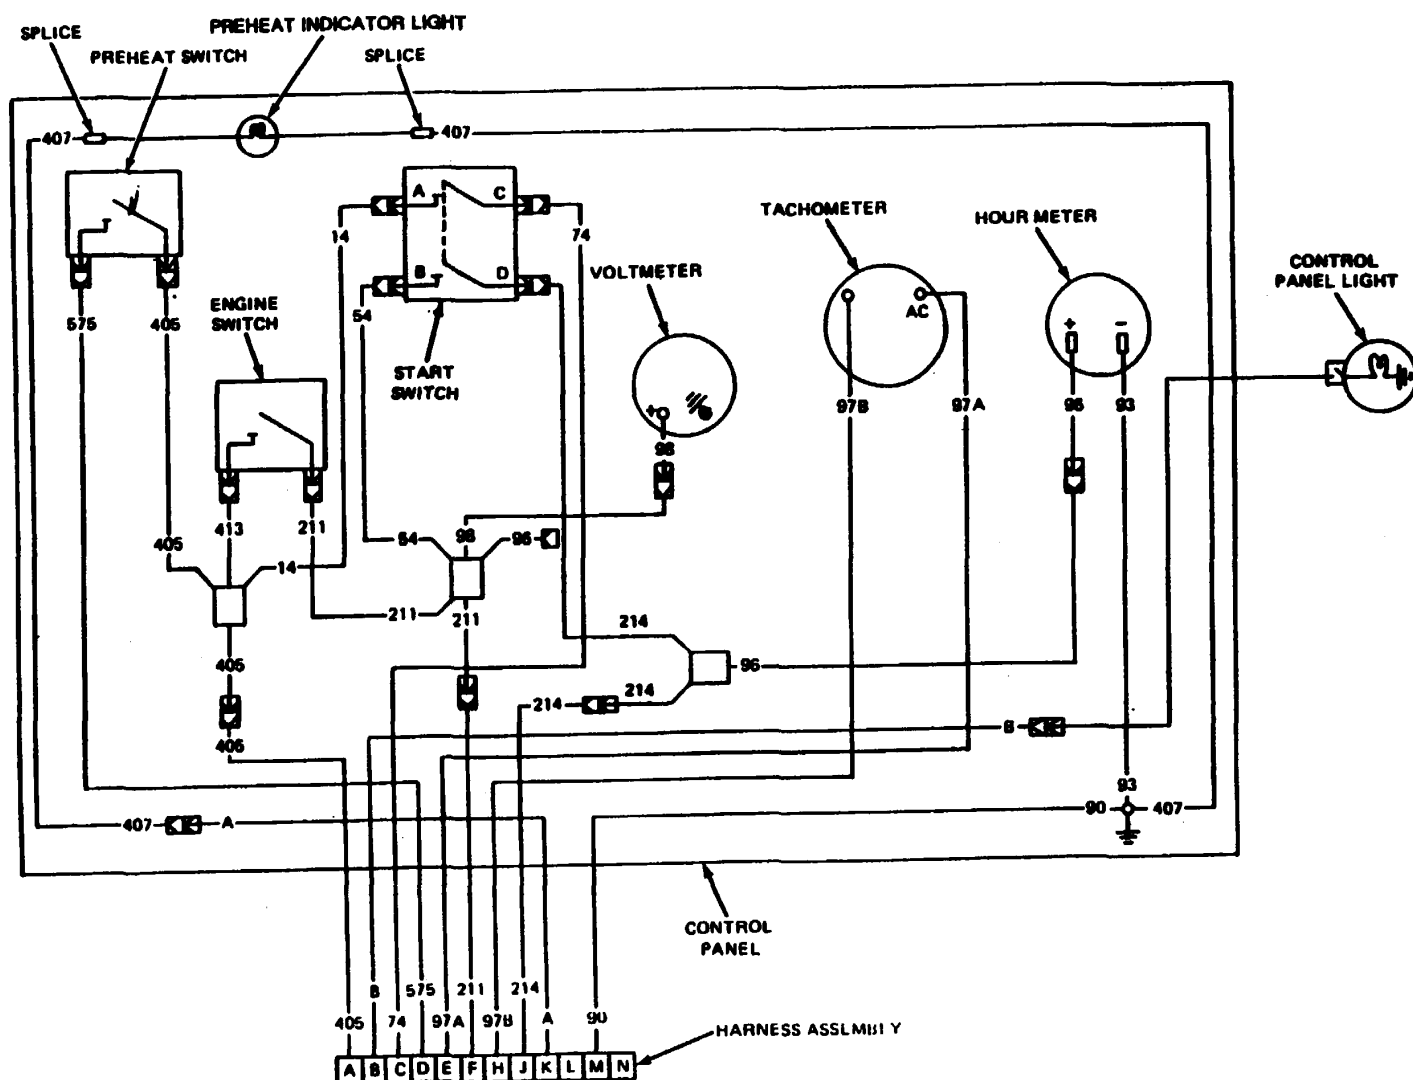 PREHEAT INDICATOR LIGHT
SPLICE
PREHEAT SWITCH
SPLICE
407
407
A
C
14
74
B
D
TACHOMETER
HOUR METER
VOLTMETER
CONTROL
PANEL LIGHT
ENGINE
SWITCH
575
405
54
AC
+
-
START
SWITCH
+
97B
97A
96
93
98
413
211
405
54
98
96
14
211
211
214
405
96
214
214
B
405
93
407
A
90
407
CONTROL
PANEL
B
575
211
214
405
74
97A
97B
A
90
HARNESS ASSEMBLY
A
B
C
D
E
F
H
J
K
L
M
N